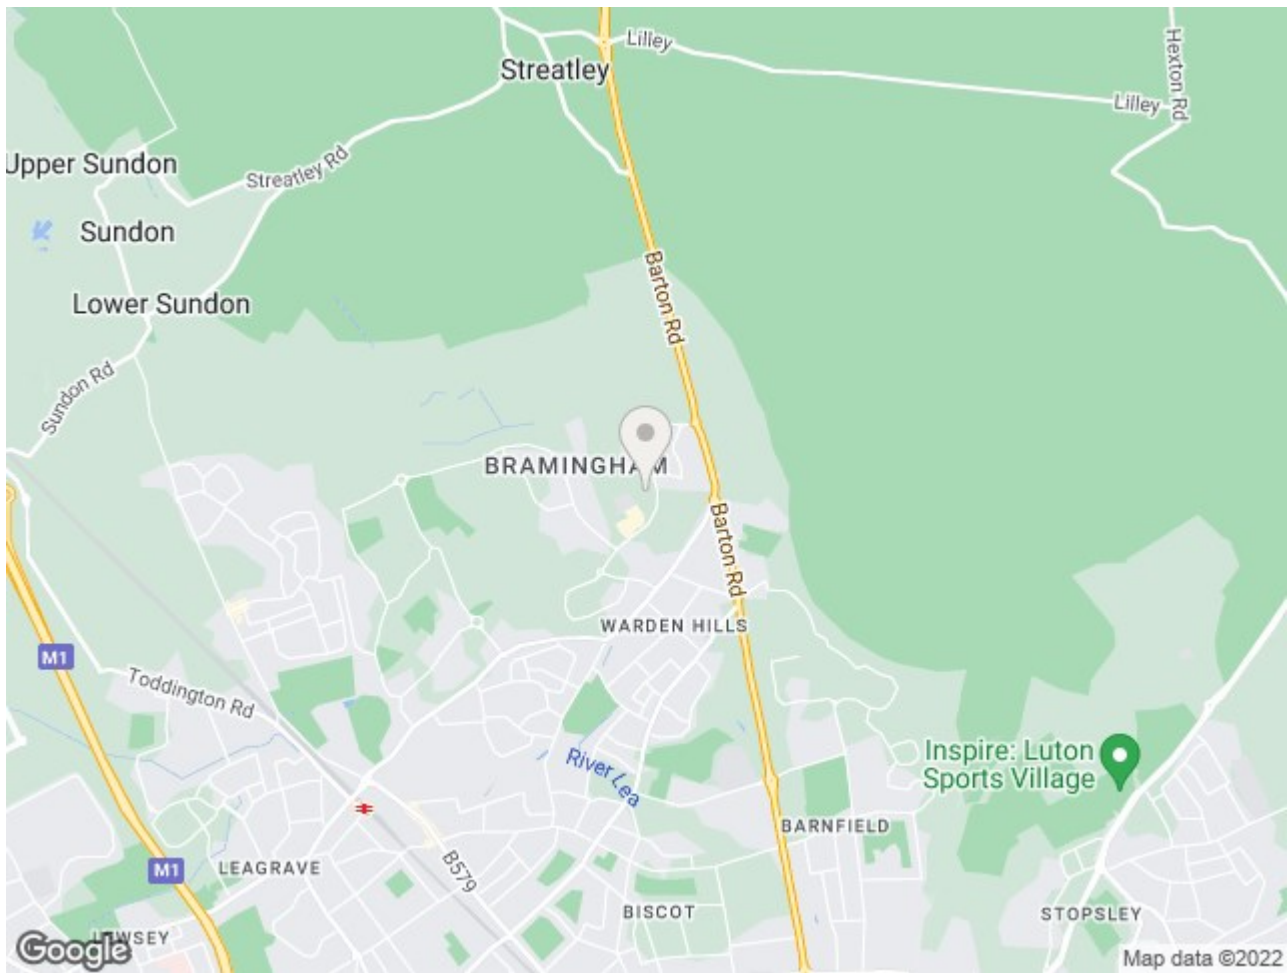 Lilley
Streatley
Hexton Rd
Lilley
Upper Sundon
Streatley Rd
Sundon
Barton Rd
Lower Sundon
Sundon Rd
BRAMINGHAM
Barton Rd
WARDEN HILLS
M1
Toddington Rd
Inspire: Luton
Sports Village
River Lea
BARNFIELD
LEAGRAVE
M1
B579
BISCOT
STOPSLEY
LEWSEY
Google
Map data ©2022